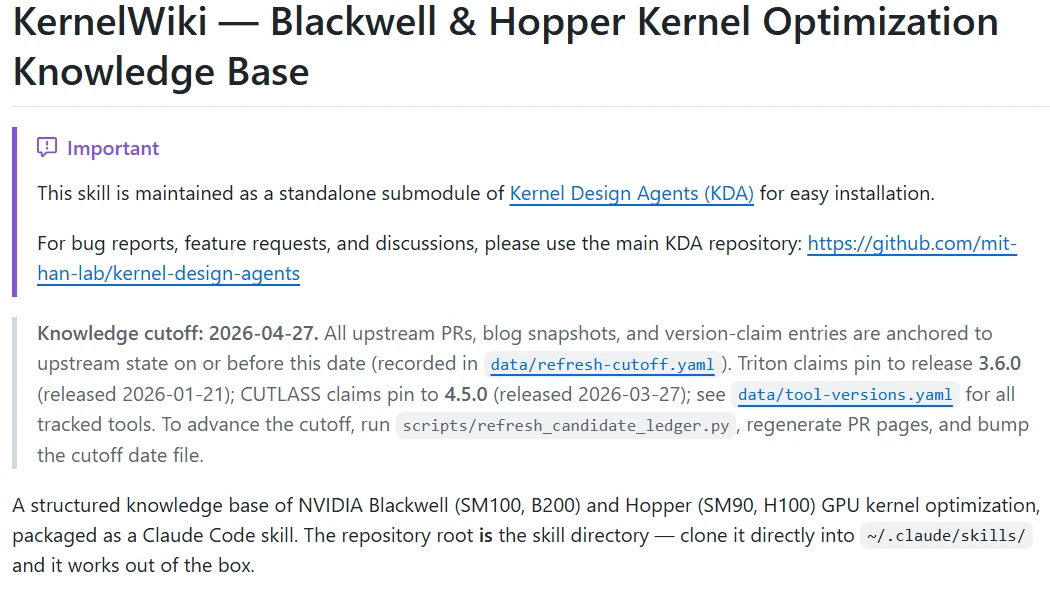 KernelWiki — Blackwell & Hopper Kernel Optimization
Knowledge Base
Important
This skill is maintained as a standalone submodule of Kernel Design Agents (KDA) for easy installation.
For bug reports, feature requests, and discussions, please use the main KDA repository: https://github.com/mit-
han-lab/kernel-design-agents
Knowledge cutoff: 2026-04-27. All upstream PRs, blog snapshots, and version-claim entries are anchored to
upstream state on or before this date (recorded in data/refresh-cutoff.yaml ). Triton claims pin to release 3.6.0
(released 2026-01-21); CUTLASS claims pin to 4.5.0 (released 2026-03-27); see data/tool-versions.yaml for all
tracked tools. To advance the cutoff, run scripts/refresh_candidate_ledger.py , regenerate PR pages, and bump
the cutoff date file.
A structured knowledge base of NVIDIA Blackwell (SM100, B200) and Hopper (SM90, H100) GPU kernel optimization,
packaged as a Claude Code skill. The repository root is the skill directory — clone it directly into ~/.claude/skills/
and it works out of the box.